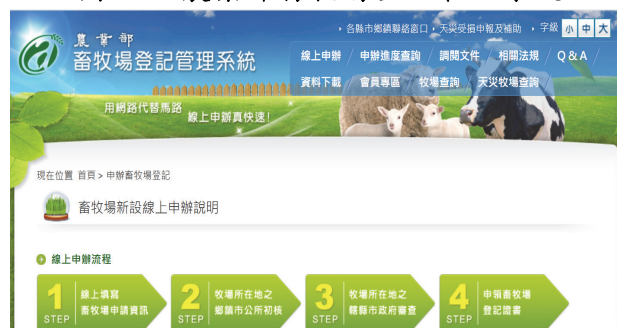 各縣市鄉鎮聯絡窗口 天災受損申報及補助 字級 小 中 大
農業部
畜牧場登記管理系統
線上申辦 / 申辦進度查詢 / 調閱文件 / 相關法規 / Q & A /
資料下載 / 會員專區 / 牧場查詢 / 天災牧場查詢
用網路代替馬路
線上申辦真快速!
現在位置 首頁 > 申辦畜牧場登記
畜牧場新設線上申辦說明
線上申辦流程
1 STEP 線上填寫
畜牧場申請資訊
2 STEP 牧場所在地之
鄉鎮市公所初核
3 STEP 牧場所在地之
轄縣市政府審查
4 STEP 申領畜牧場
登記證書